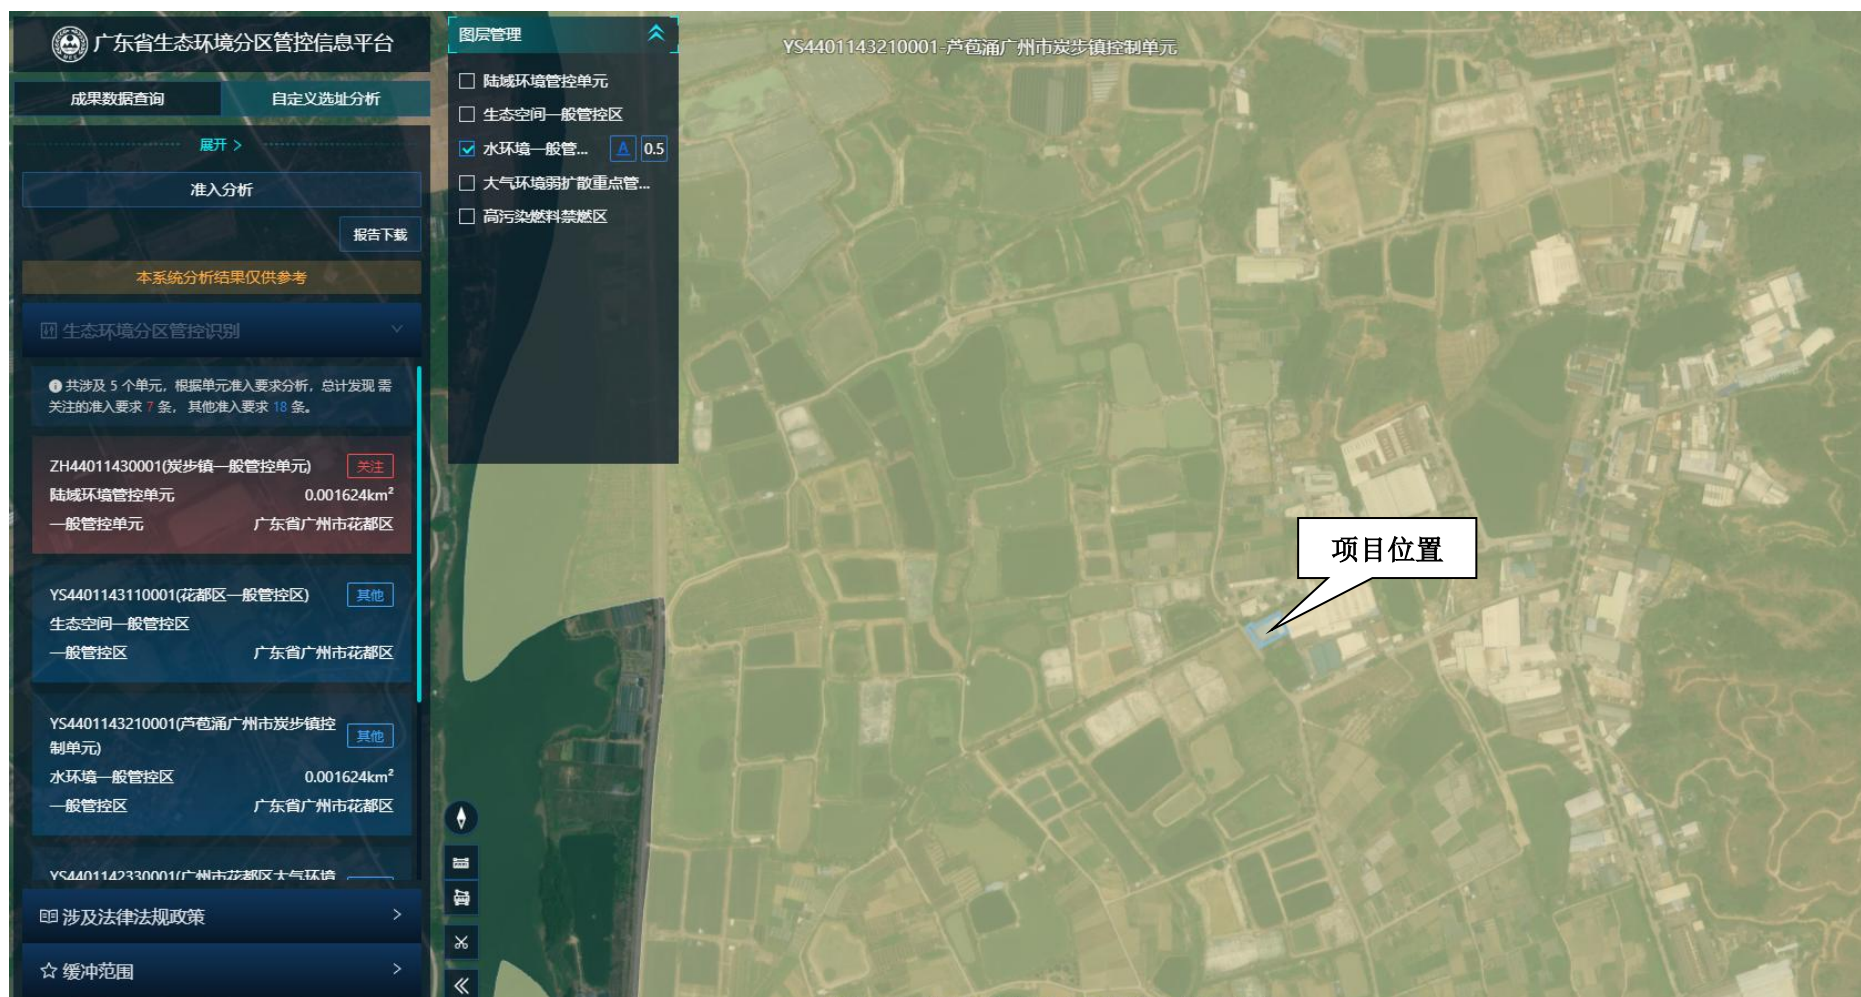 广东省生态环境分区管控信息平台
成果数据查询
自定义选址分析
展开 >
准入分析
报告下载
本系统分析结果仅供参考
生态环境分区管控识别
共涉及 5 个单元，根据单元准入要求分析，总计发现 需
关注的准入要求 7 条， 其他准入要求 18 条。
ZH44011430001(炭步镇一般管控单元)
关注
陆域环境管控单元
0.001624km²
一般管控单元
广东省广州市花都区
YS4401143110001(花都区一般管控区)
其他
生态空间一般管控区
一般管控区
广东省广州市花都区
YS4401143210001(芦苞涌广州市炭步镇控
制单元)
其他
水环境一般管控区
0.001624km²
一般管控区
广东省广州市花都区
YS4401142330001(广州市花都区大气环境
涉及法律法规政策
缓冲范围
图层管理
陆域环境管控单元
生态空间一般管控区
水环境一般管...
A
0.5
大气环境弱扩散重点管...
高污染燃料禁燃区
YS4401143210001-芦苞涌广州市炭步镇控制单元
项目位置